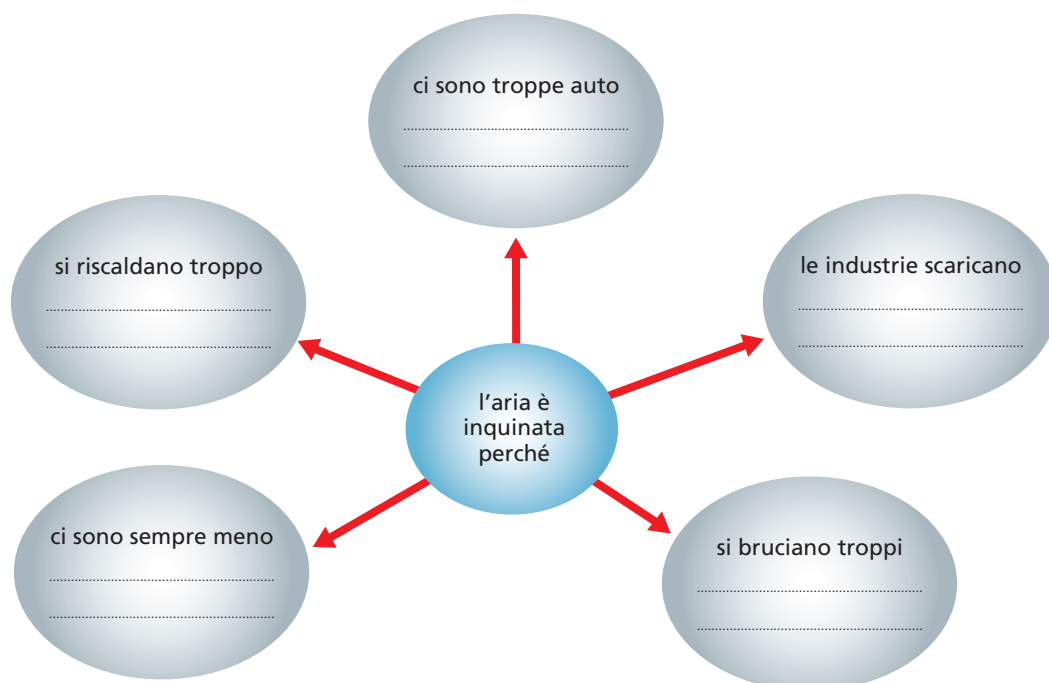 ci sono troppe auto
si riscaldano troppo
le industrie scaricano
l'aria è
inquinata
perché
ci sono sempre meno
si bruciano troppi